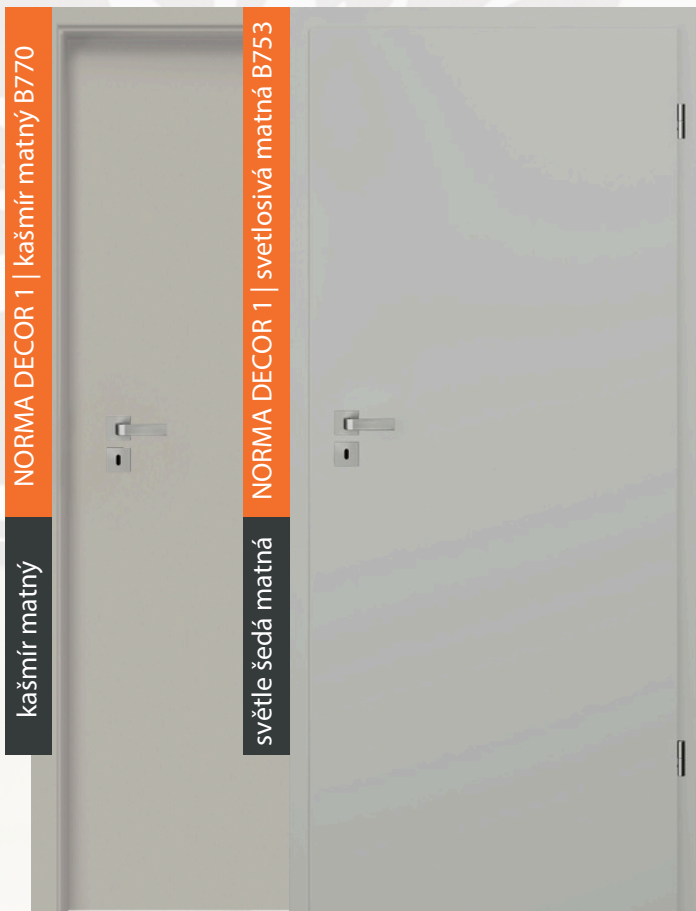 NORMA DECOR 1 | kašmír matný B770
kašmír matný
NORMA DECOR 1 | svetlosivá matná B753
světle šedá matná